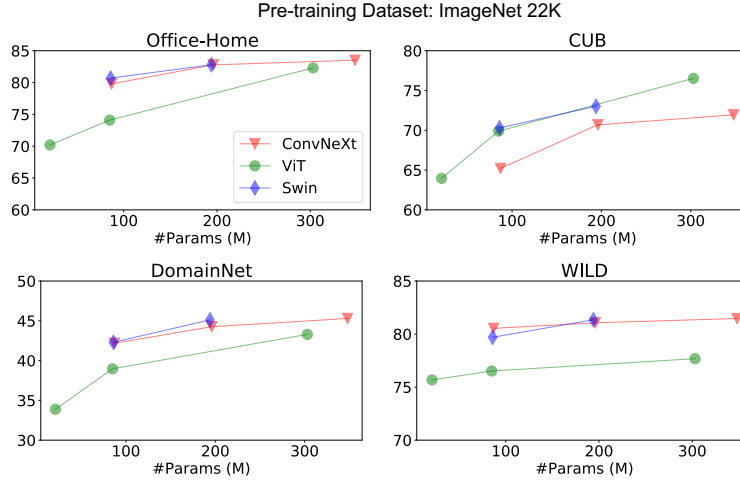 Pre-training Dataset: ImageNet 22K
Office-Home
85
80
75
70
65
60
100 200 300
#Params (M)
ConvNeXt
ViT
Swin
CUB
80
75
70
65
60
100 200 300
#Params (M)
DomainNet
50
45
40
35
30
100 200 300
#Params (M)
WILD
85
80
75
70
100 200 300
#Params (M)